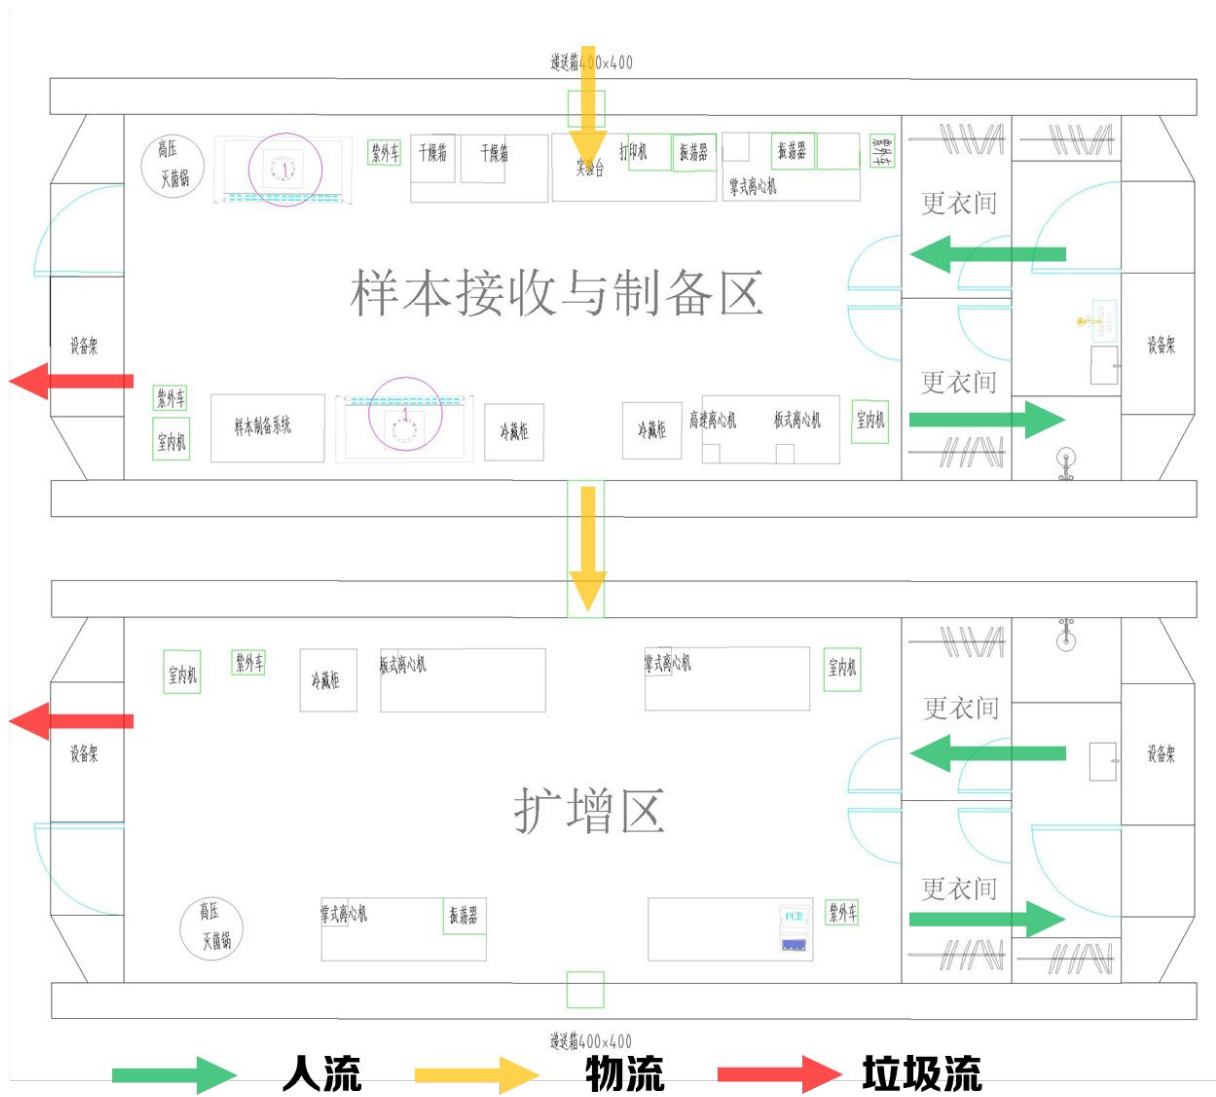 递送箱400×400
高压
灭菌锅
1
紫外车
干燥箱
干燥箱
实验台
打印机
振荡器
振荡器
掌式离心机
紫外车
更衣间
样本接收与制备区
设备架
设备架
更衣间
紫外车
室内机
样本制备系统
1
冷藏柜
冷藏柜
高速离心机
板式离心机
室内机
室内机
紫外车
冷藏柜
板式离心机
掌式离心机
室内机
更衣间
设备架
设备架
扩增区
更衣间
高压
灭菌锅
掌式离心机
振荡器
PCR
紫外车
递送箱400×400
人流
物流
垃圾流